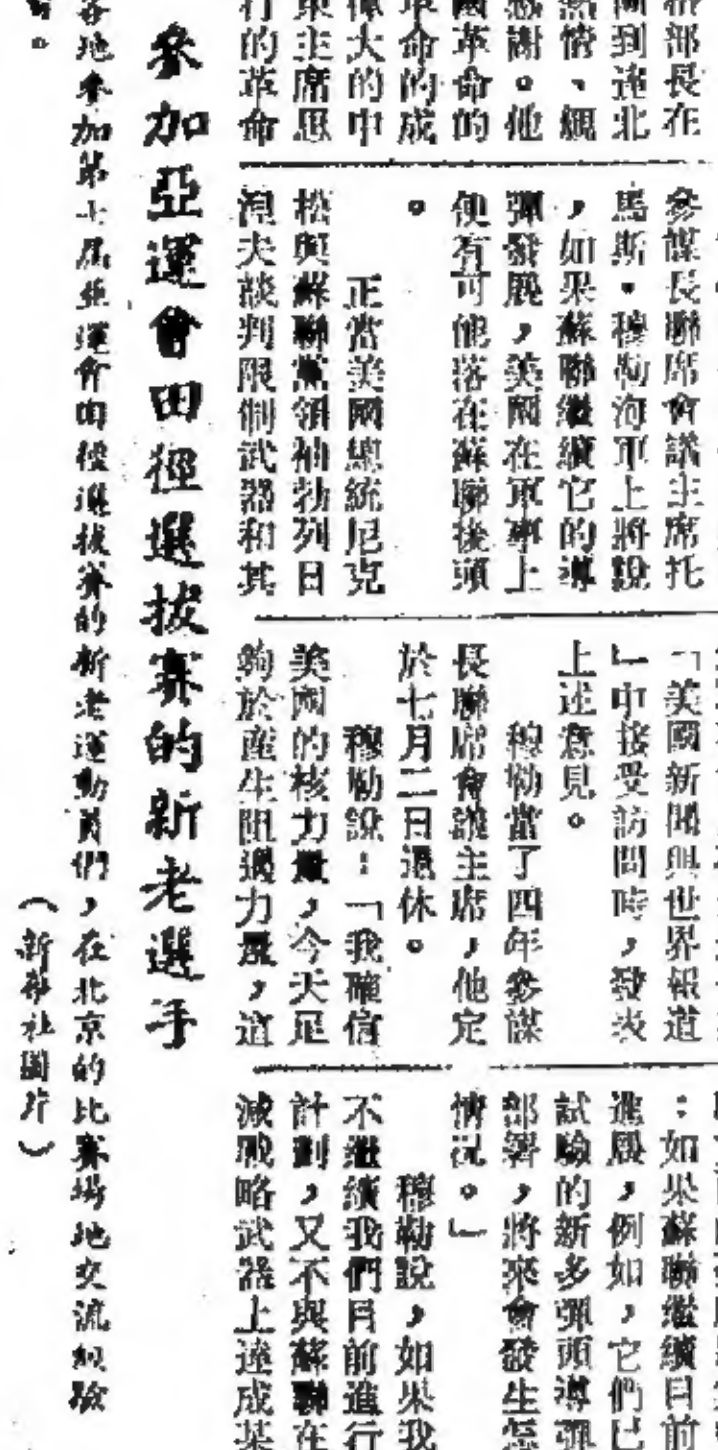 部長在
到達北
熱情、親
感謝。他
國革命的
革命的成
偉大的中
東主席思
行的革命
參謀長聯席會議主席托
馬斯·穆勒海軍上將說
，如果蘇聯繼續它的導
彈發展，美國在軍事上
便有可能落在蘇聯後頭
。
正當美國總統尼克
松與蘇聯黨領袖勃列日
湼夫談判限制武器和其
「美國新聞與世界報道
」中接受訪問時，發表
上述意見。
穆勒當了四年參謀
長聯席會議主席，他定
於七月二日退休。
穆勒說：「我確信
美國的核力量，今天足
夠於產生阻遏力量，這
：如果蘇聯繼續目前
進展，例如，它們已
試驗的新多彈頭導彈
部署，將來會發生怎
情況。」
穆勒說，如果我
不繼續我們目前進行
計劃，又不與蘇聯在
減戰略武器上達成某
參加亞運會田徑選拔賽的新老選手
各地參加第七屆亞運會田徑選拔賽的新老運動員們，在北京的比賽場地交流經驗
。
（新華社圖片）